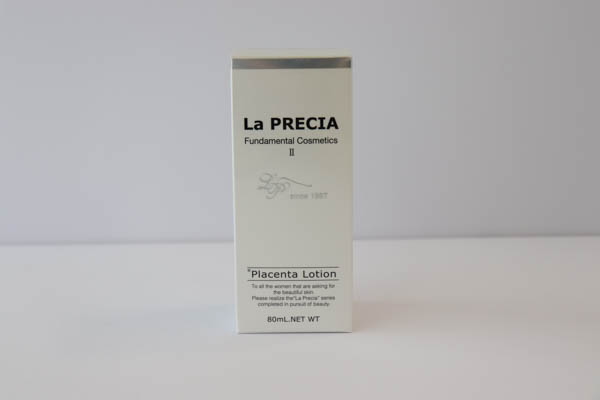 La PRECIA
Fundamental Cosmetics
Ⅱ
since 1997
*Placenta Lotion
To all the women that are asking for
the beautiful skin.
Please realize the"La Precia" series
completed in pursuit of beauty.
80mL.NET WT